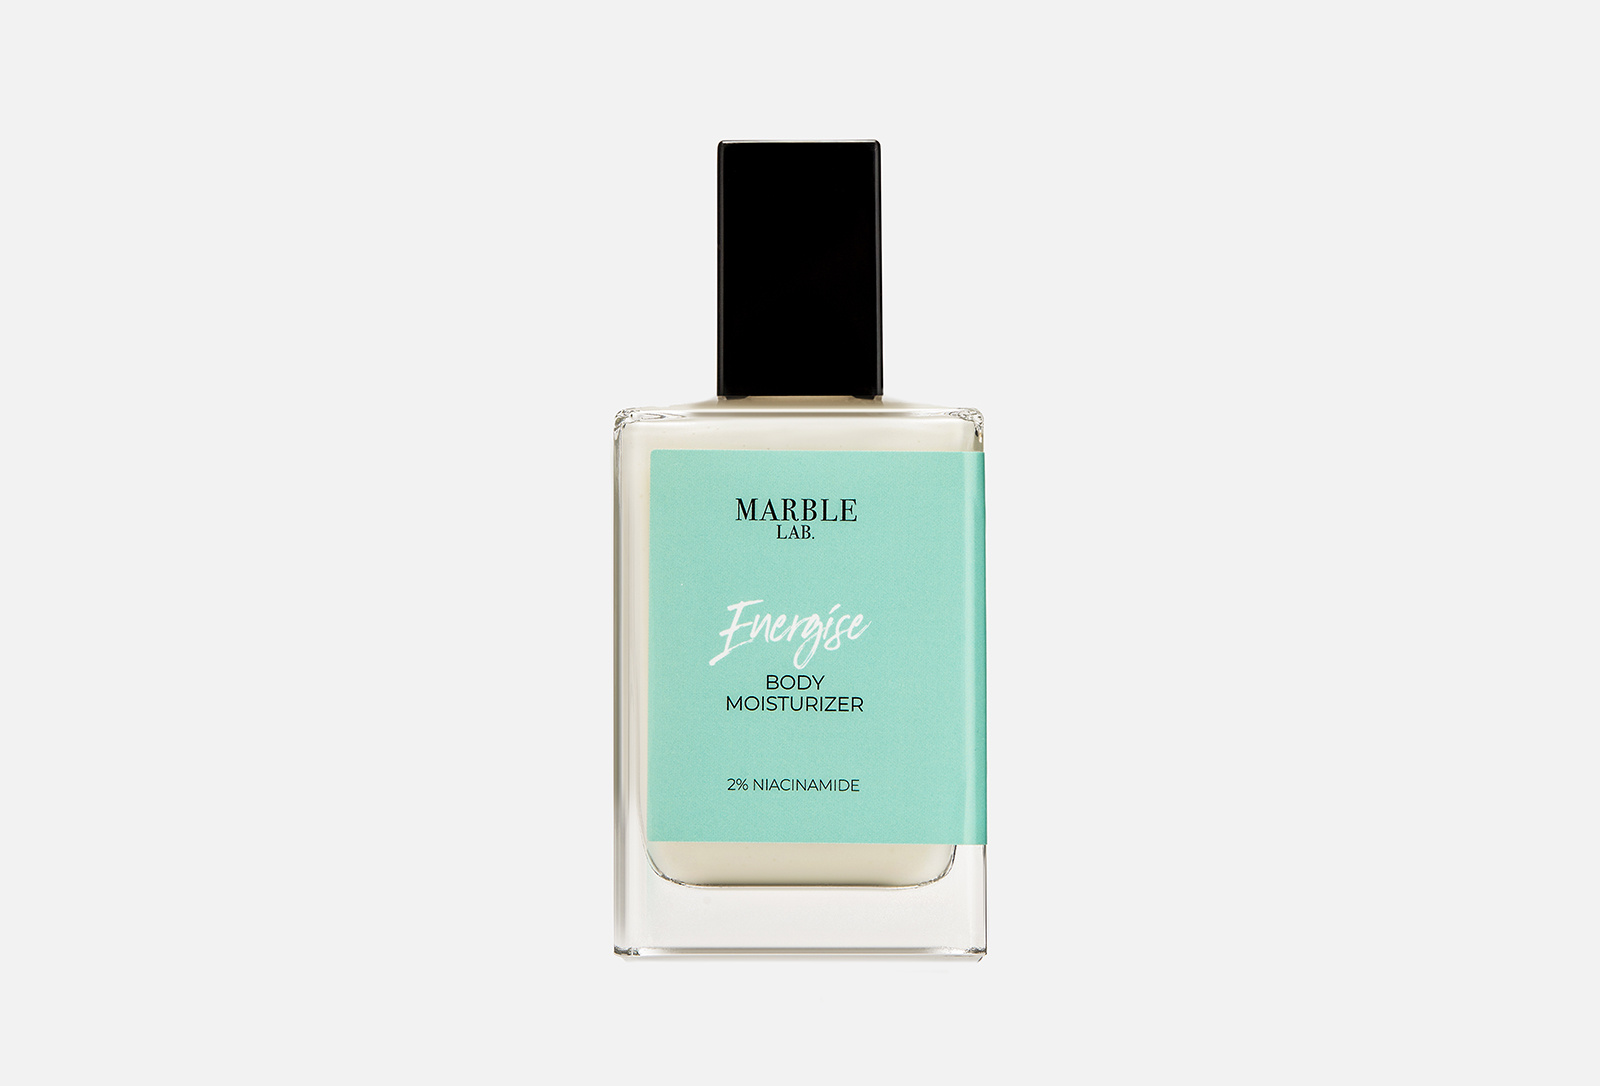 MARBLE
LAB.
Energise
BODY
MOISTURIZER
2% NIACINAMIDE